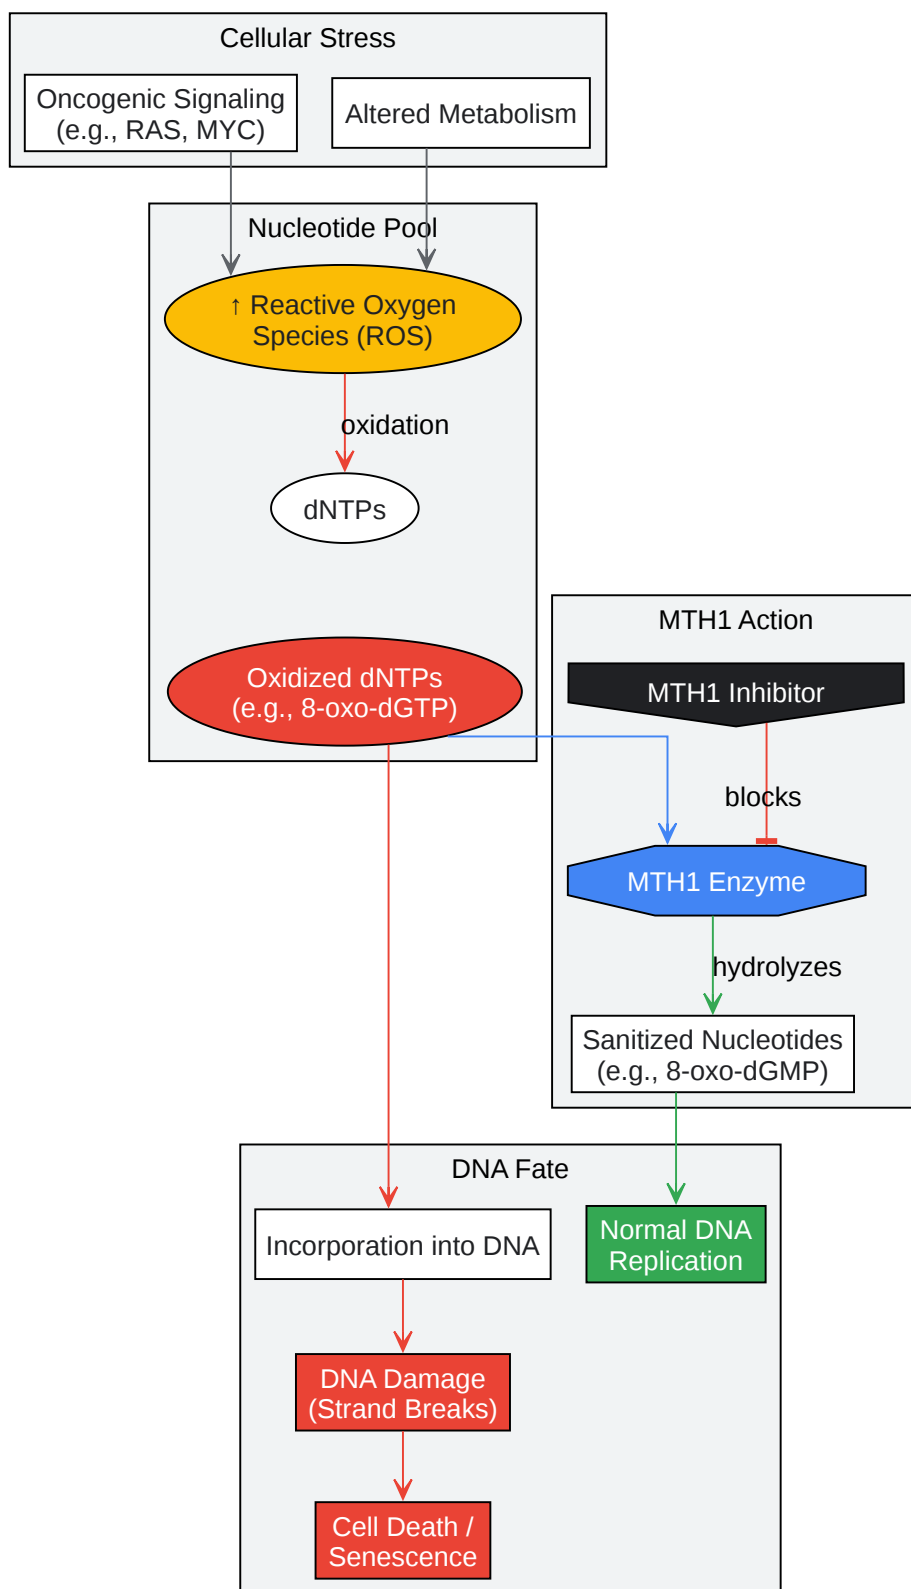 Cellular Stress
Oncogenic Signaling
(e.g., RAS, MYC)
Altered Metabolism
Nucleotide Pool
↑ Reactive Oxygen
Species (ROS)
oxidation
dNTPs
Oxidized dNTPs
(e.g., 8-oxo-dGTP)
MTH1 Action
MTH1 Inhibitor
blocks
MTH1 Enzyme
hydrolyzes
Sanitized Nucleotides
(e.g., 8-oxo-dGMP)
DNA Fate
Incorporation into DNA
Normal DNA
Replication
DNA Damage
(Strand Breaks)
Cell Death /
Senescence